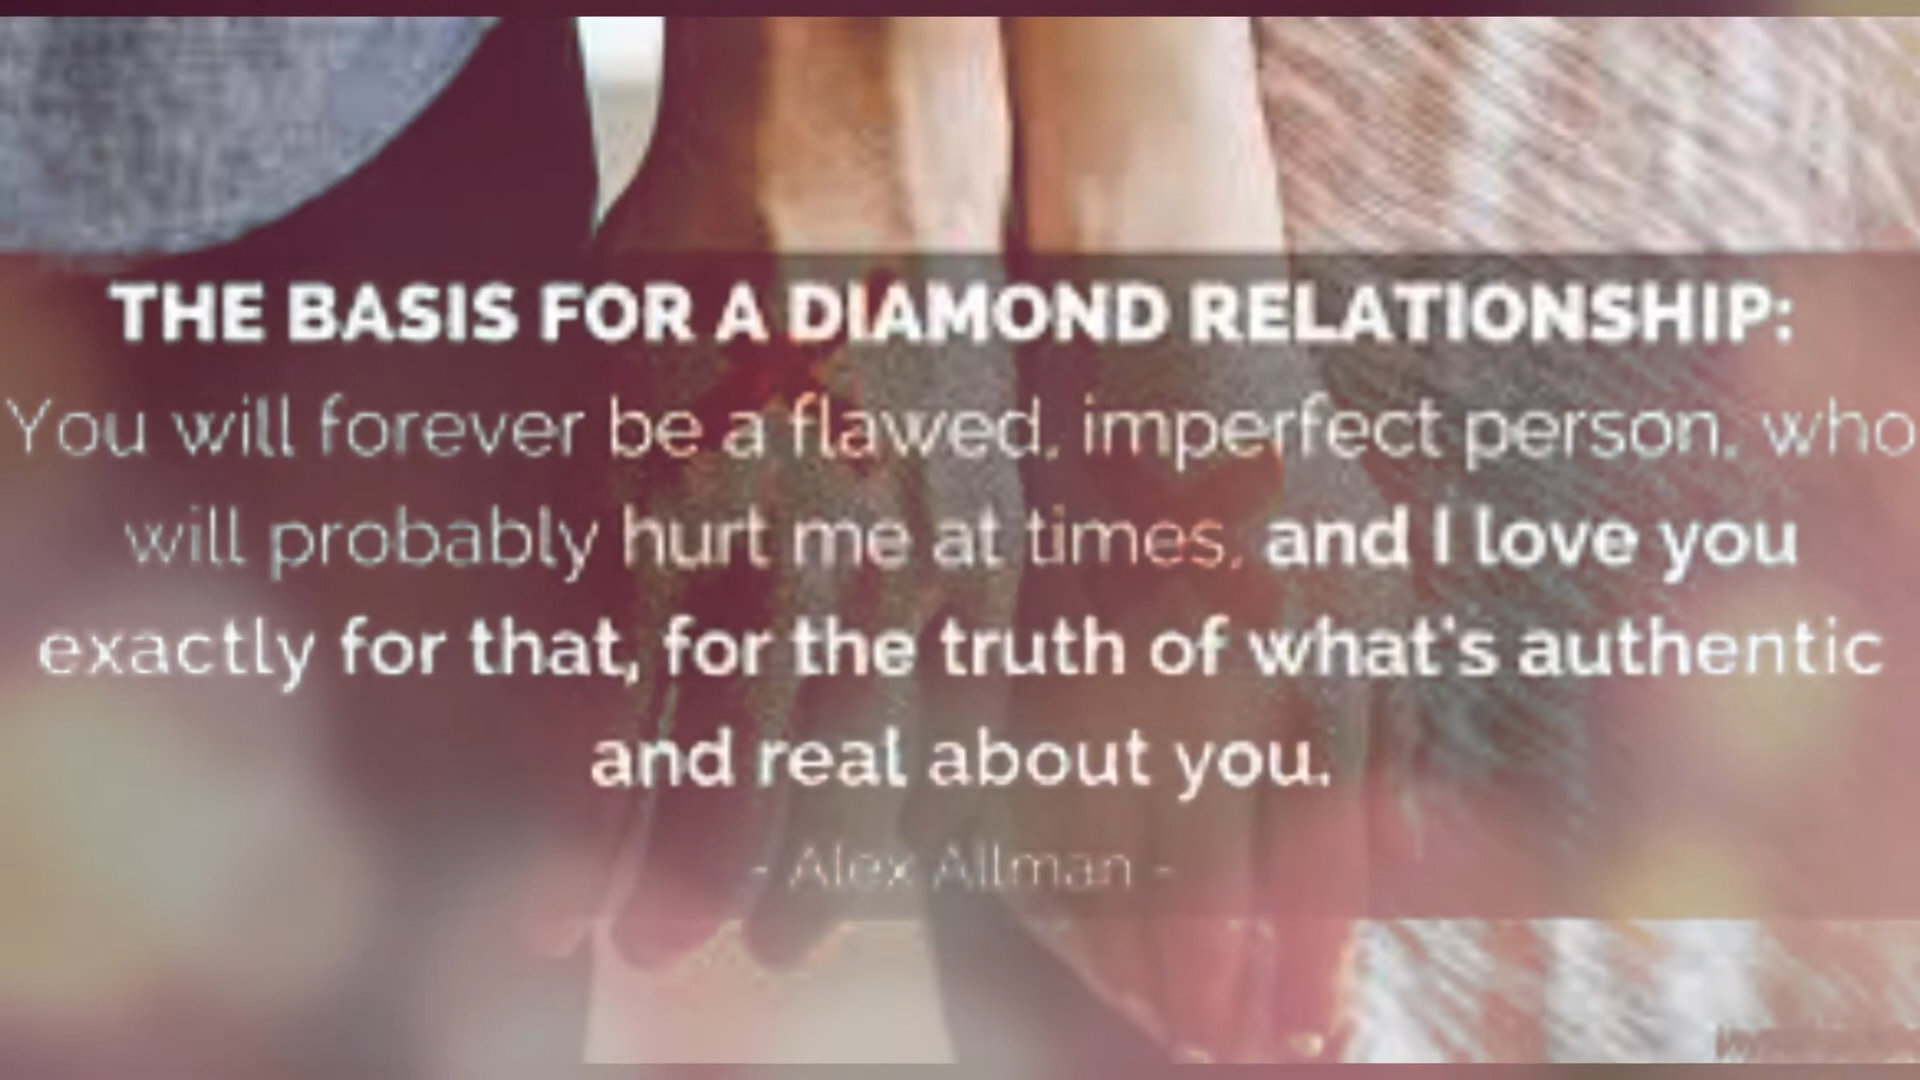 THE BASIS FOR A DIAMOND RELATIONSHIP:
You will forever be a flawed, imperfect person, who
will probably hurt me at times, and I love you
exactly for that, for the truth of what's authentic
and real about you.
- Alex Allman -